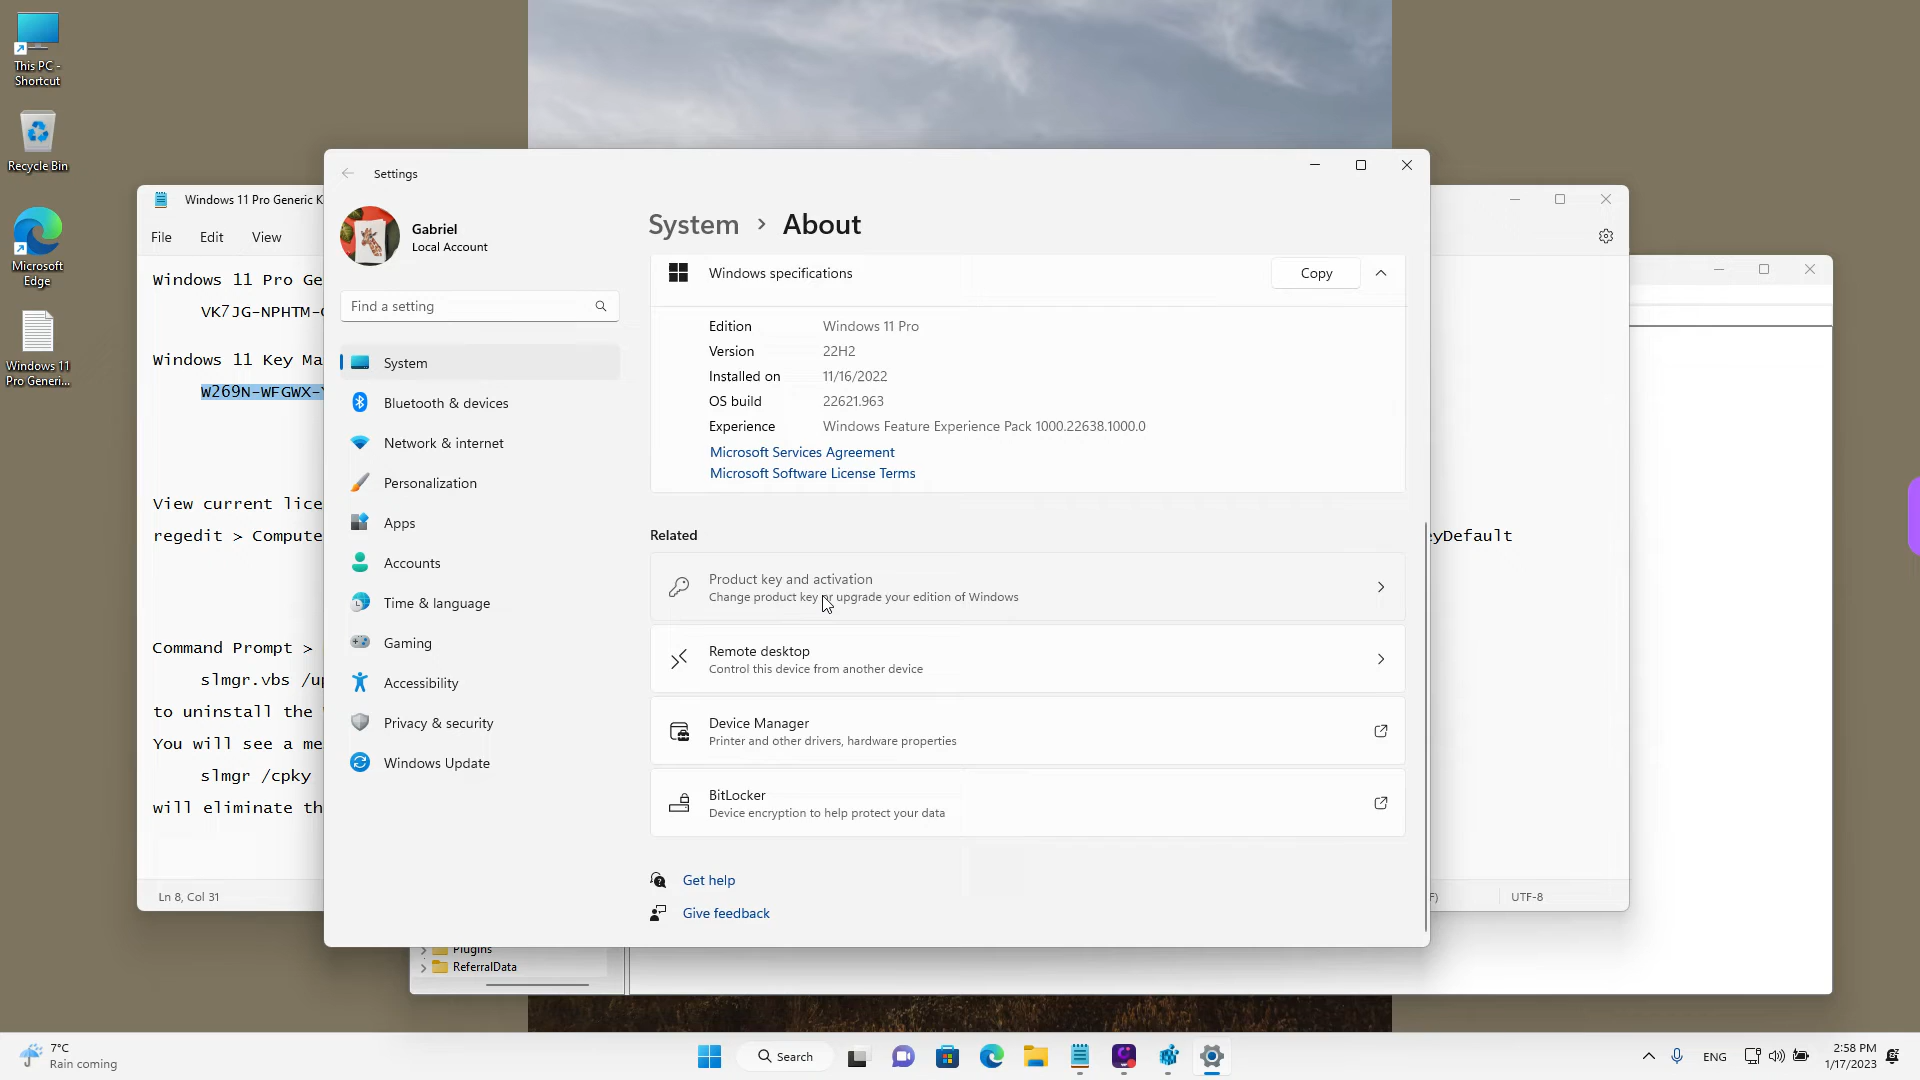 This PC -
Shortcut
Recycle Bin
Microsoft
Edge
Windows 11
Pro Generi...
Windows 11 Pro Generic K
File Edit View
Windows 11 Pro Ge
VK7JG-NPHTM-
Windows 11 Key Ma
W269N-WFGWX-
View current lice
regedit > Compute
eyDefault
Command Prompt >
slmgr.vbs /up
to uninstall the
You will see a me
slmgr /cpky
will eliminate th
Ln 8, Col 31
F)
UTF-8
Settings
Gabriel
Local Account
Find a setting
System
Bluetooth & devices
Network & internet
Personalization
Apps
Accounts
Time & language
Gaming
Accessibility
Privacy & security
Windows Update
System > About
Windows specifications
Copy
Edition Windows 11 Pro
Version 22H2
Installed on 11/16/2022
OS build 22621.963
Experience Windows Feature Experience Pack 1000.22638.1000.0
Microsoft Services Agreement
Microsoft Software License Terms
Related
Product key and activation
Change product key or upgrade your edition of Windows
Remote desktop
Control this device from another device
Device Manager
Printer and other drivers, hardware properties
BitLocker
Device encryption to help protect your data
Get help
Give feedback
Plugins
ReferralData
7°C
Rain coming
Search
ENG
2:58 PM
1/17/2023